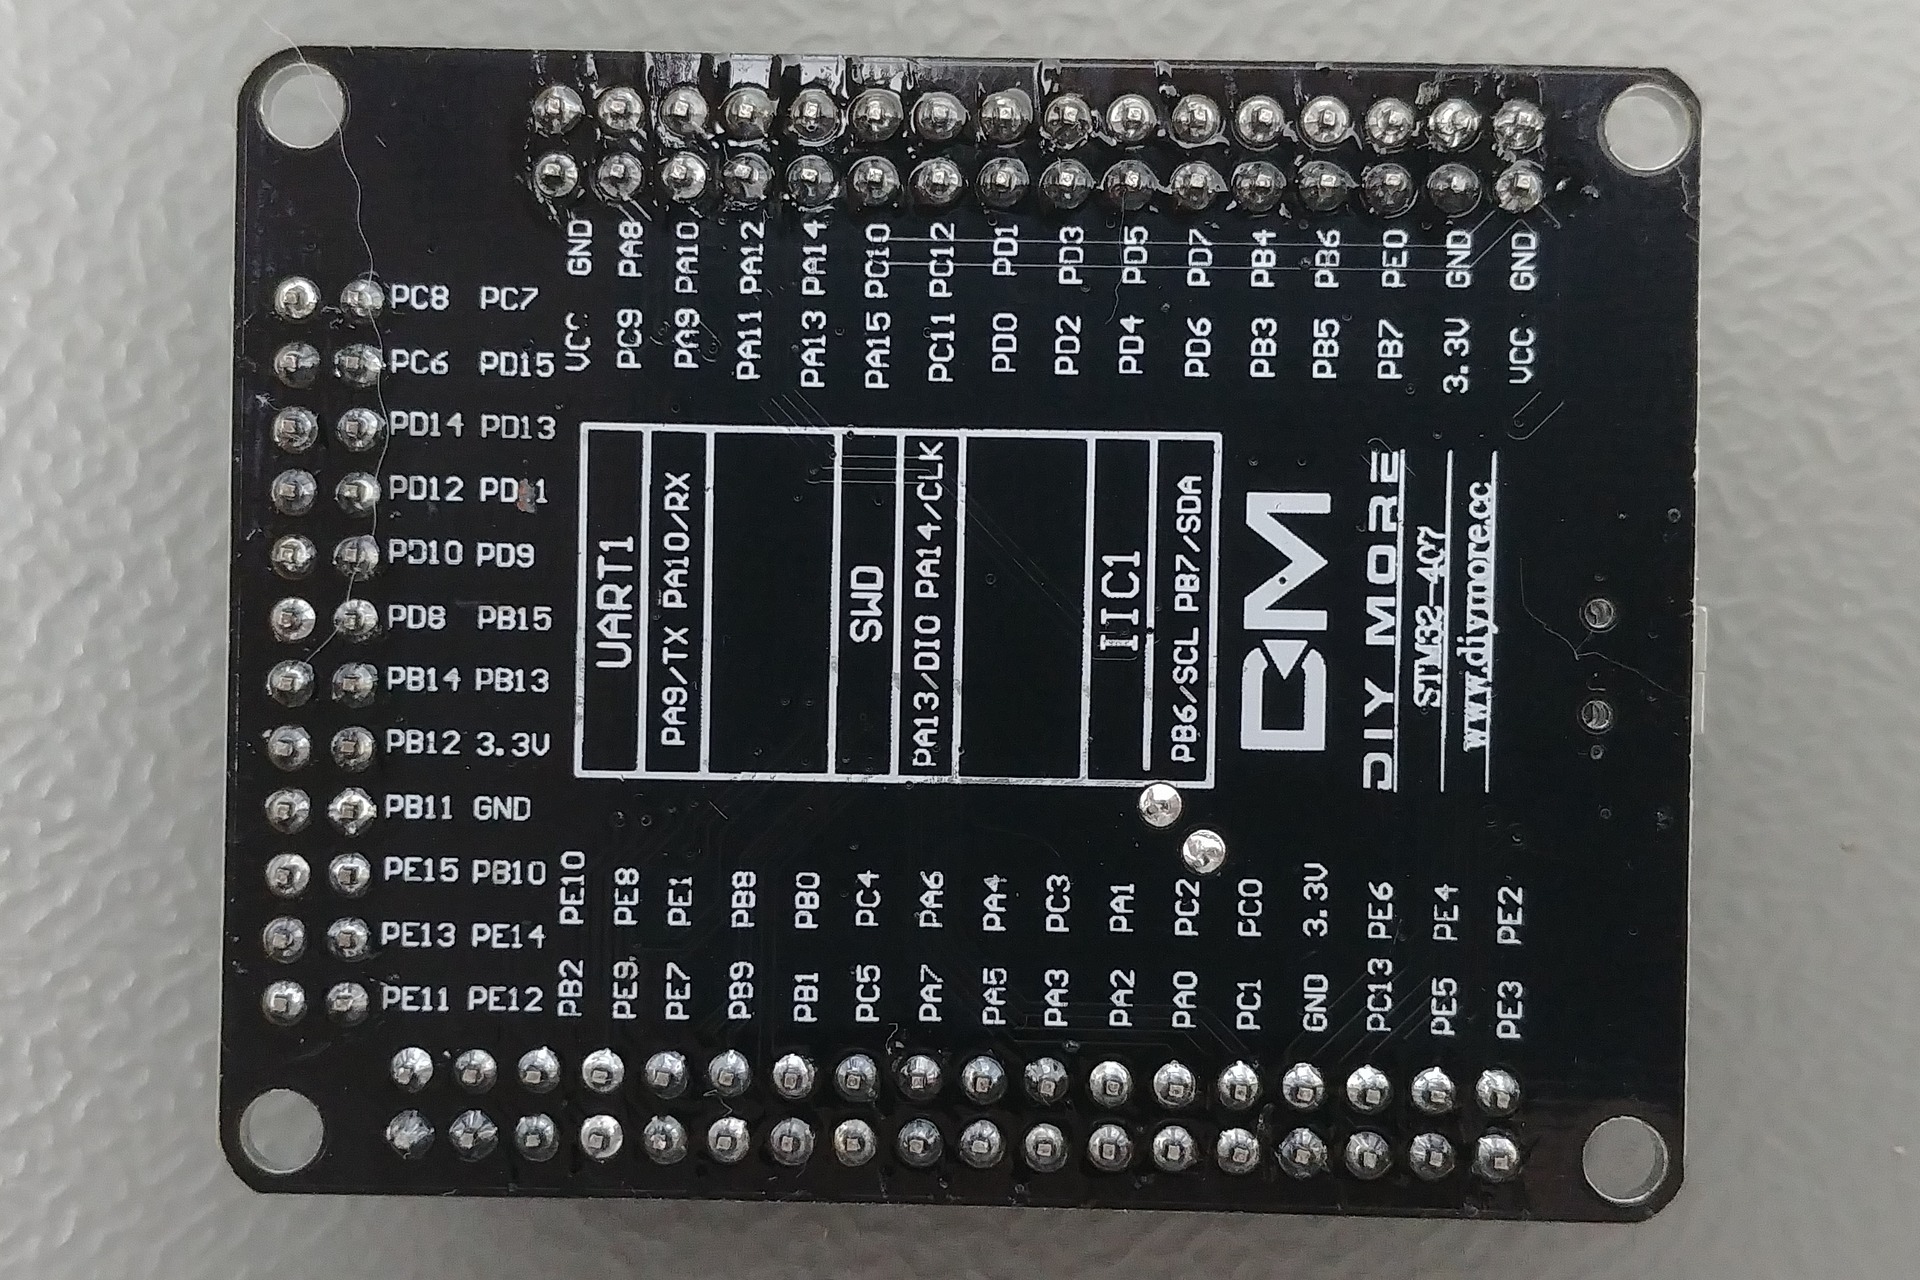 GND PA8 PA10 PA12 PA14 PC10 PC12 PD1 PD3 PD5 PD7 PB4 PB6 PE0 GND GND
PC9 PA9 PA11 PA13 PA15 PC11 PD0 PD2 PD4 PD6 PB3 PB5 PB7 3.3V VCC
PC8 PC7
PC6 PD15
PD14 PD13
PD12
PD10 PD9
PD8 PB15
PB14 PB13
PB12 3.3V
PB11 GND
PE15 PB10
PE13 PE14
PE11 PE12
UART1
PA9/TX PA10/RX
SWD
PA13/DIO PA14/CLK
IIC1
PB6/SCL PB7/SDA
DM
DIY MORE
STM32-407
www.diymore.cc
PE10 PE8 PE1 PB8 PB0 PC4 PA6 PA4 PC3 PA1 PC2 PC0 3.3V PE6 PE4 PE2
PB2 PE9 PE7 PB9 PB1 PC5 PA7 PA5 PA3 PA2 PA0 PC1 GND PC13 PE5 PE3